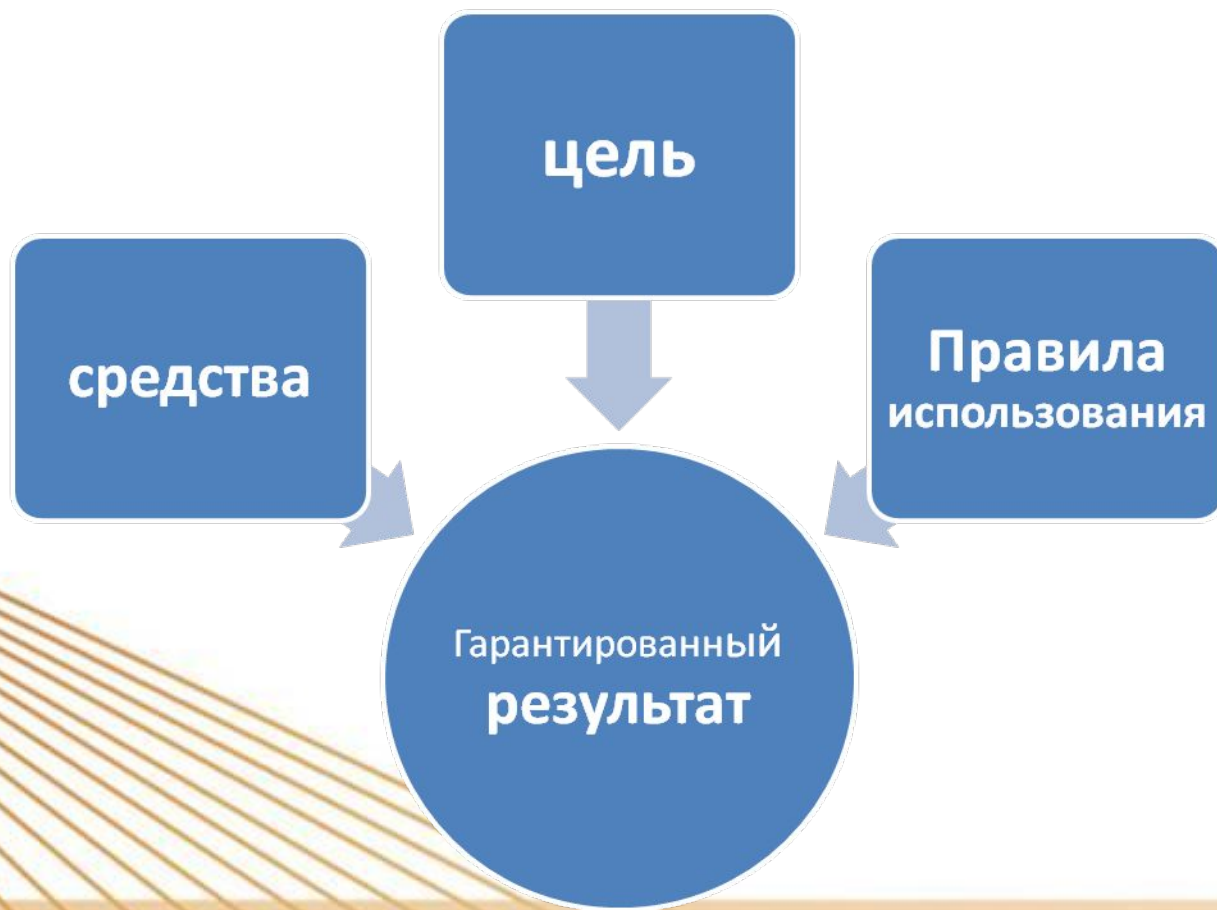 цель
средства
Правила
использования
Гарантированный
результат